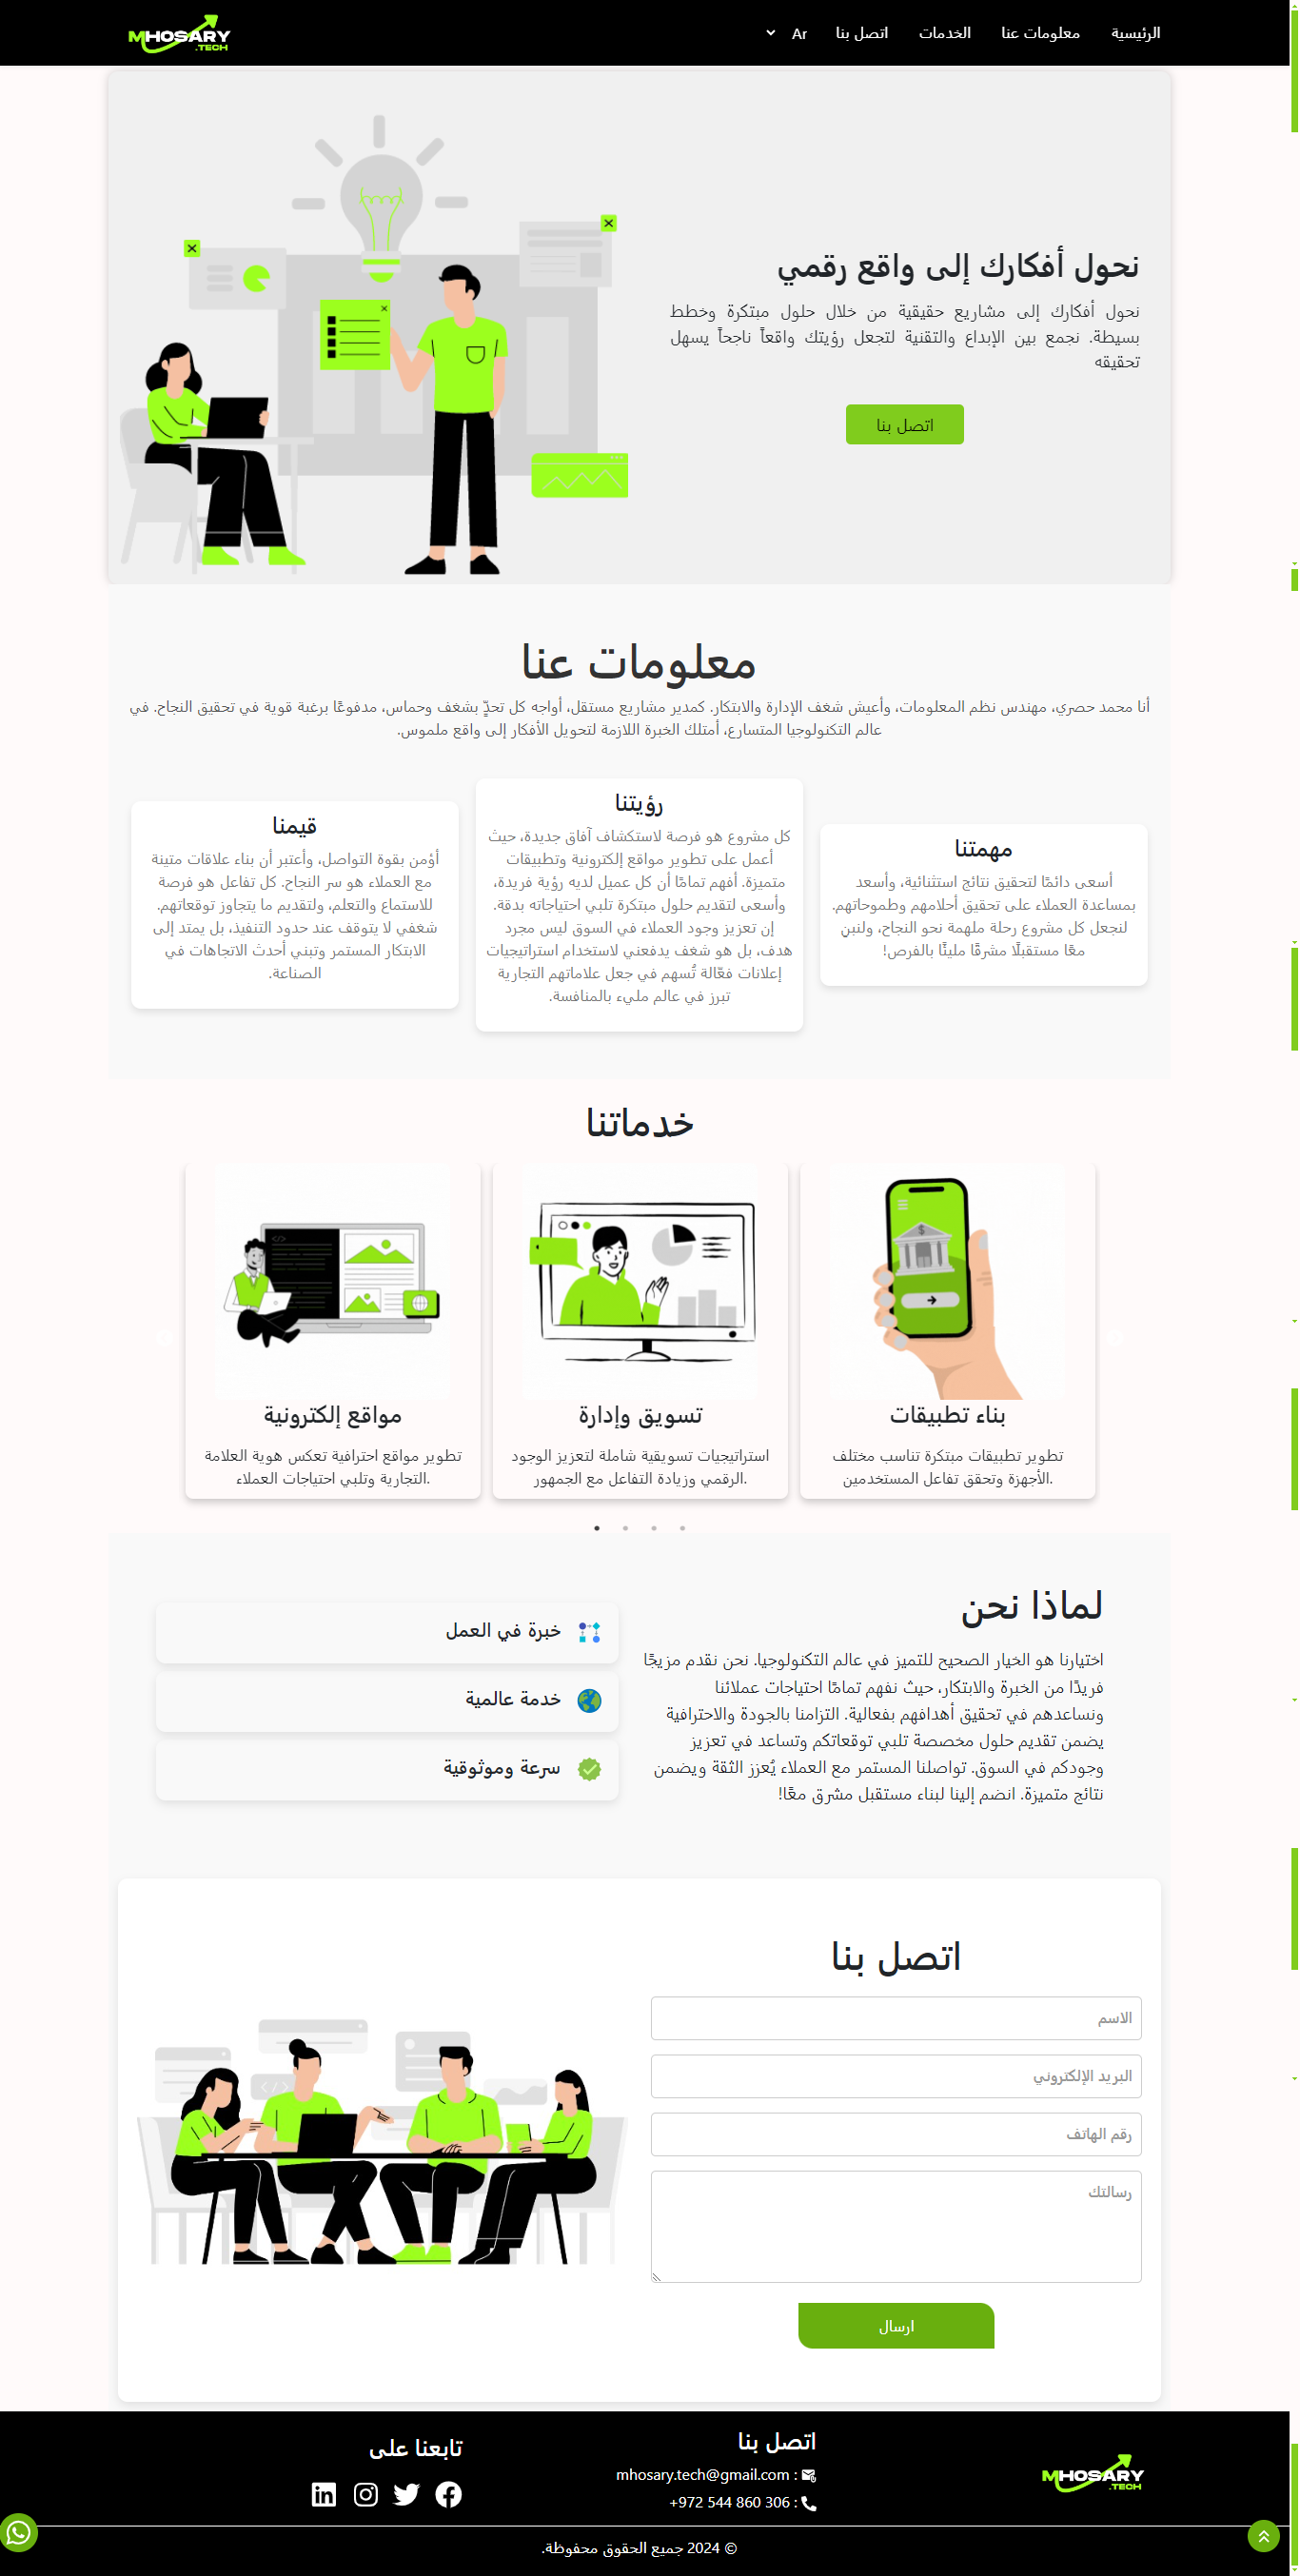 MHOSARY
.TECH
الرئيسية
معلومات عنا
الخدمات
اتصل بنا
Ar
نحول أفكارك إلى واقع رقمي
نحول أفكارك إلى مشاريع حقيقية من خلال حلول مبتكرة وخطط
بسيطة. نجمع بين الإبداع والتقنية لتجعل رؤيتك واقعاً ناجحاً يسهل
تحقيقه
اتصل بنا
معلومات عنا
أنا محمد حصري، مهندس نظم المعلومات، وأعيش شغف الإدارة والابتكار. كمدير مشاريع مستقل، أواجه كل تحدٍّ بشغف وحماس، مدفوعًا برغبة قوية في تحقيق النجاح. في
عالم التكنولوجيا المتسارع، أمتلك الخبرة اللازمة لتحويل الأفكار إلى واقع ملموس.
مهمتنا
أسعى دائمًا لتحقيق نتائج استثنائية، وأسعد
بمساعدة العملاء على تحقيق أحلامهم وطموحاتهم.
لنجعل كل مشروع رحلة ملهمة نحو النجاح، ولنبنِ
معًا مستقبلًا مشرقًا مليئًا بالفرص!
رؤيتنا
كل مشروع هو فرصة لاستكشاف آفاق جديدة، حيث
أعمل على تطوير مواقع إلكترونية وتطبيقات
متميزة. أفهم تمامًا أن كل عميل لديه رؤية فريدة،
وأسعى لتقديم حلول مبتكرة تلبي احتياجاته بدقة.
إن تعزيز وجود العملاء في السوق ليس مجرد
هدف، بل هو شغف يدفعني لاستخدام استراتيجيات
إعلانات فعّالة تُسهم في جعل علاماتهم التجارية
تبرز في عالم مليء بالمنافسة.
قيمنا
أؤمن بقوة التواصل، وأعتبر أن بناء علاقات متينة
مع العملاء هو سر النجاح. كل تفاعل هو فرصة
للاستماع والتعلم، ولتقديم ما يتجاوز توقعاتهم.
شغفي لا يتوقف عند حدود التنفيذ، بل يمتد إلى
الابتكار المستمر وتبني أحدث الاتجاهات في
الصناعة.
خدماتنا
بناء تطبيقات
تطوير تطبيقات مبتكرة تناسب مختلف
.الأجهزة وتحقق تفاعل المستخدمين
تسويق وإدارة
استراتيجيات تسويقية شاملة لتعزيز الوجود
.الرقمي وزيادة التفاعل مع الجمهور
مواقع إلكترونية
تطوير مواقع احترافية تعكس هوية العلامة
.التجارية وتلبي احتياجات العملاء
لماذا نحن
اختيارنا هو الخيار الصحيح للتميز في عالم التكنولوجيا. نحن نقدم مزيجًا
فريدًا من الخبرة والابتكار، حيث نفهم تمامًا احتياجات عملائنا
ونساعدهم في تحقيق أهدافهم بفعالية. التزامنا بالجودة والاحترافية
يضمن تقديم حلول مخصصة تلبي توقعاتكم وتساعد في تعزيز
وجودكم في السوق. تواصلنا المستمر مع العملاء يُعزز الثقة ويضمن
نتائج متميزة. انضم إلينا لبناء مستقبل مشرق معًا!
خبرة في العمل
خدمة عالمية
سرعة وموثوقية
اتصل بنا
الاسم
البريد الإلكتروني
رقم الهاتف
رسالتك
ارسال
MHOSARY
.TECH
اتصل بنا
: mhosary.tech@gmail.com
: +972 544 860 306
تابعنا على
© 2024 جميع الحقوق محفوظة.